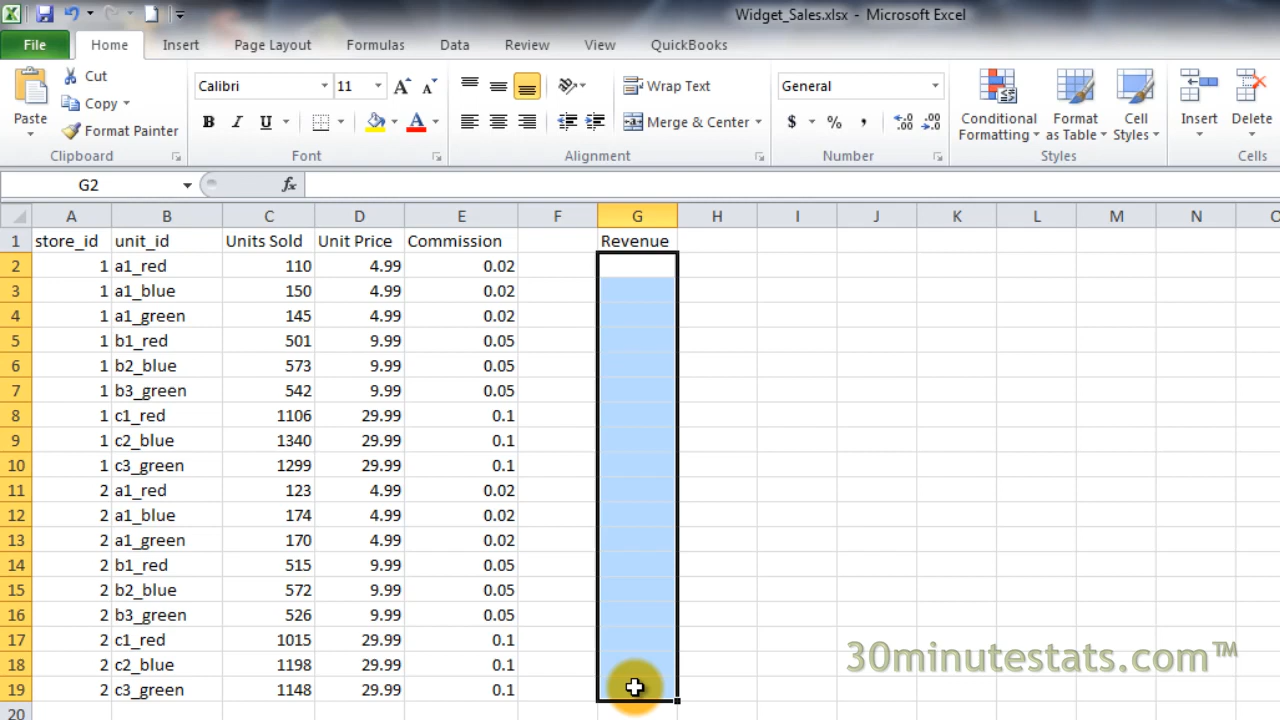 Widget_Sales.xlsx - Microsoft Excel
File Home Insert Page Layout Formulas Data Review View QuickBooks
Paste Cut Copy Format Painter
Calibri 11
B I U A
Wrap Text
Merge & Center
General
$ % , .00 .0
Conditional Formatting Format as Table Cell Styles Insert Delete
Clipboard Font Alignment Number Styles Cells
G2 fx
A B C D E F G H I J K L M N O
1 store_id unit_id Units Sold Unit Price Commission Revenue
2 1 a1_red 110 4.99 0.02
3 1 a1_blue 150 4.99 0.02
4 1 a1_green 145 4.99 0.02
5 1 b1_red 501 9.99 0.05
6 1 b2_blue 573 9.99 0.05
7 1 b3_green 542 9.99 0.05
8 1 c1_red 1106 29.99 0.1
9 1 c2_blue 1340 29.99 0.1
10 1 c3_green 1299 29.99 0.1
11 2 a1_red 123 4.99 0.02
12 2 a1_blue 174 4.99 0.02
13 2 a1_green 170 4.99 0.02
14 2 b1_red 515 9.99 0.05
15 2 b2_blue 572 9.99 0.05
16 2 b3_green 526 9.99 0.05
17 2 c1_red 1015 29.99 0.1
18 2 c2_blue 1198 29.99 0.1
19 2 c3_green 1148 29.99 0.1
20
30minutestats.com™